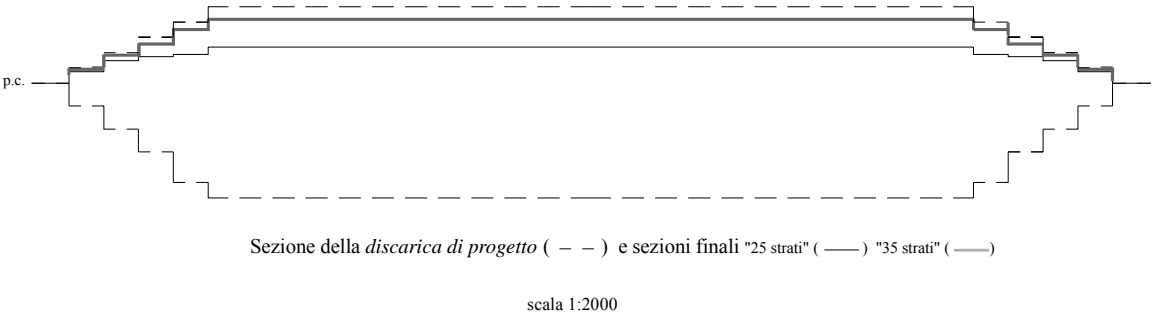 p.c.
Sezione della discarica di progetto ( – – ) e sezioni finali "25 strati" ( —— ) "35 strati" ( —— )
scala 1:2000